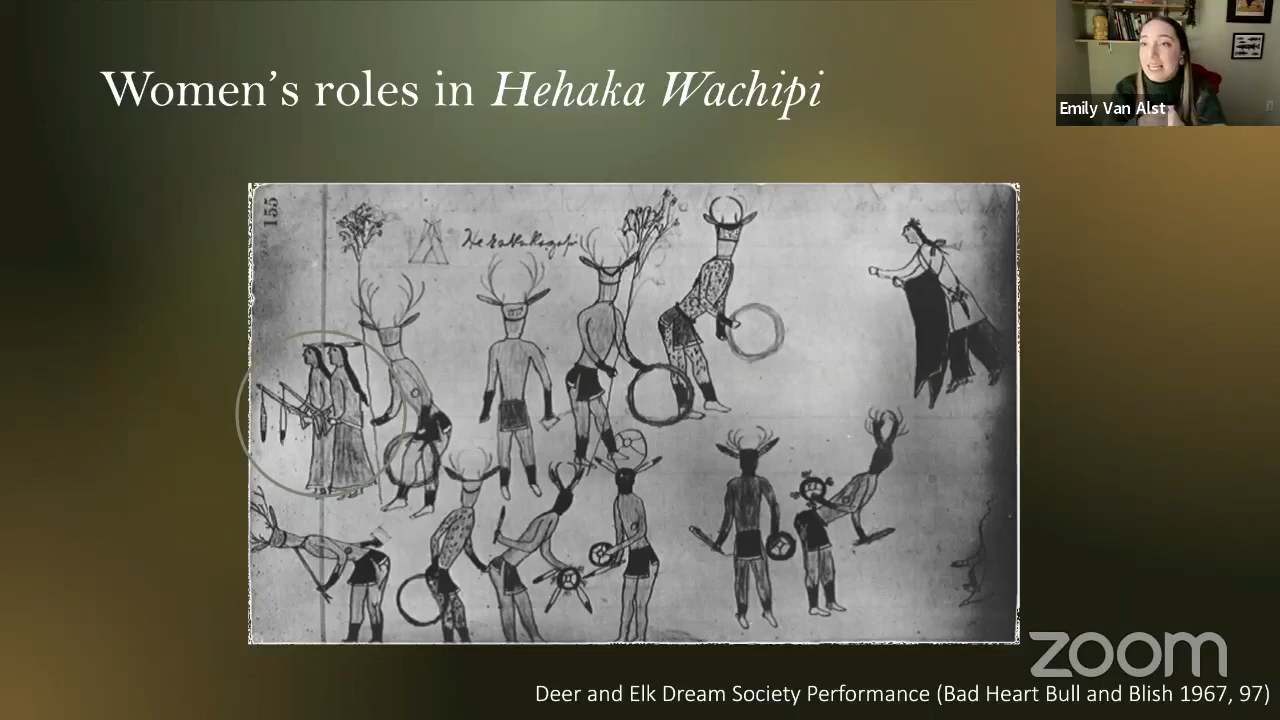 Women's roles in Hehaka Wachipi
Emily Van Alst
155
zoom
Deer and Elk Dream Society Performance (Bad Heart Bull and Blish 1967, 97)